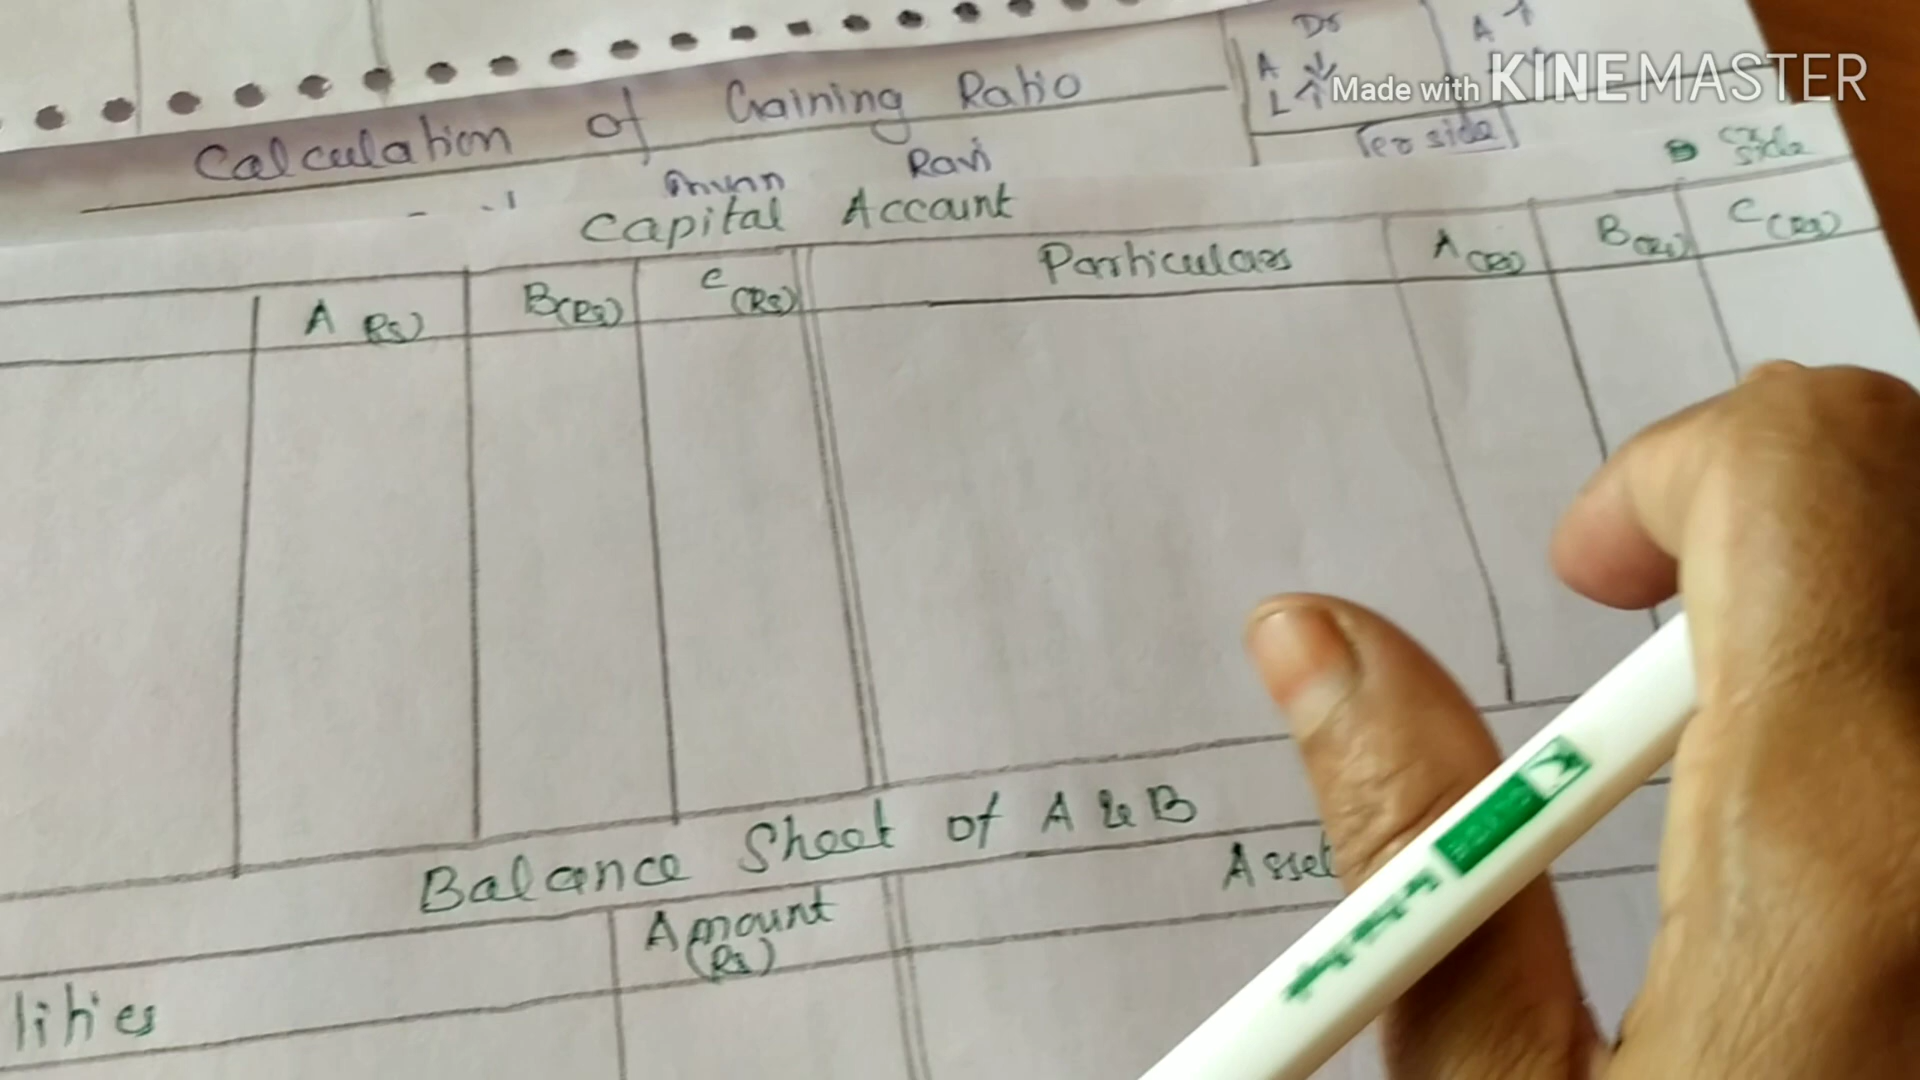 Dr
A ↑
A
L
Made with KINEMASTER
Calculation of Gaining Ratio
Ravi
Capital Account
A Rs) B(Rs) C (Rs) Particulars A (Rs) B(Rs) C (Rs)
Balance Sheet of A & B
Amount Asset
(Rs)
lities